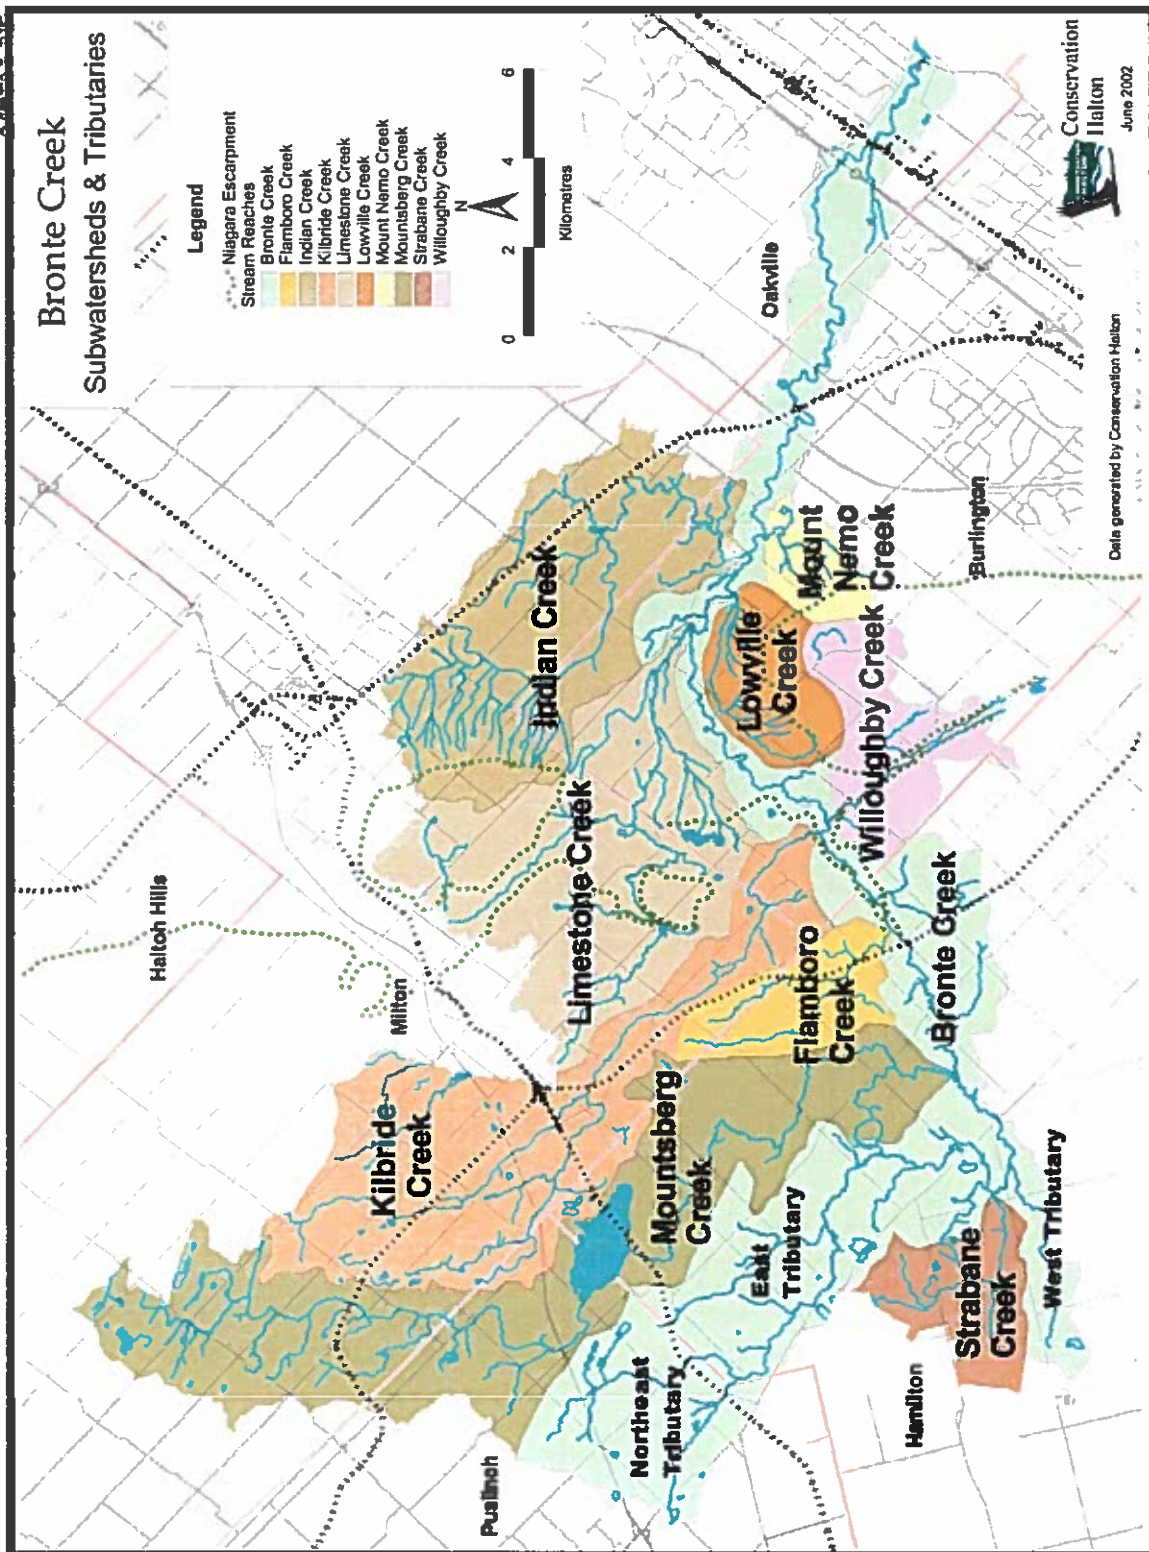 Bronte Creek
Subwatersheds & Tributaries
Legend
Niagara Escarpment
Stream Reaches
Bronte Creek
Flamboro Creek
Indian Creek
Kilbride Creek
Limestone Creek
Lowville Creek
Mount Nemo Creek
Mountsberg Creek
Strabane Creek
Willoughby Creek
N
0 2 4 6
Kilometres
Halton Hills
Milton
Oakville
Burlington
Hamilton
Puslinch
Kilbride
Creek
Limestone Creek
Indian Creek
Mountsberg
Creek
Flamboro
Creek
Lowville
Creek
Mount
Nemo
Creek
Willoughby Creek
Bronte Creek
Northeast
Tributary
East
Tributary
Strabane
Creek
West Tributary
Data generated by Conservation Halton
Conservation
Halton
June 2002